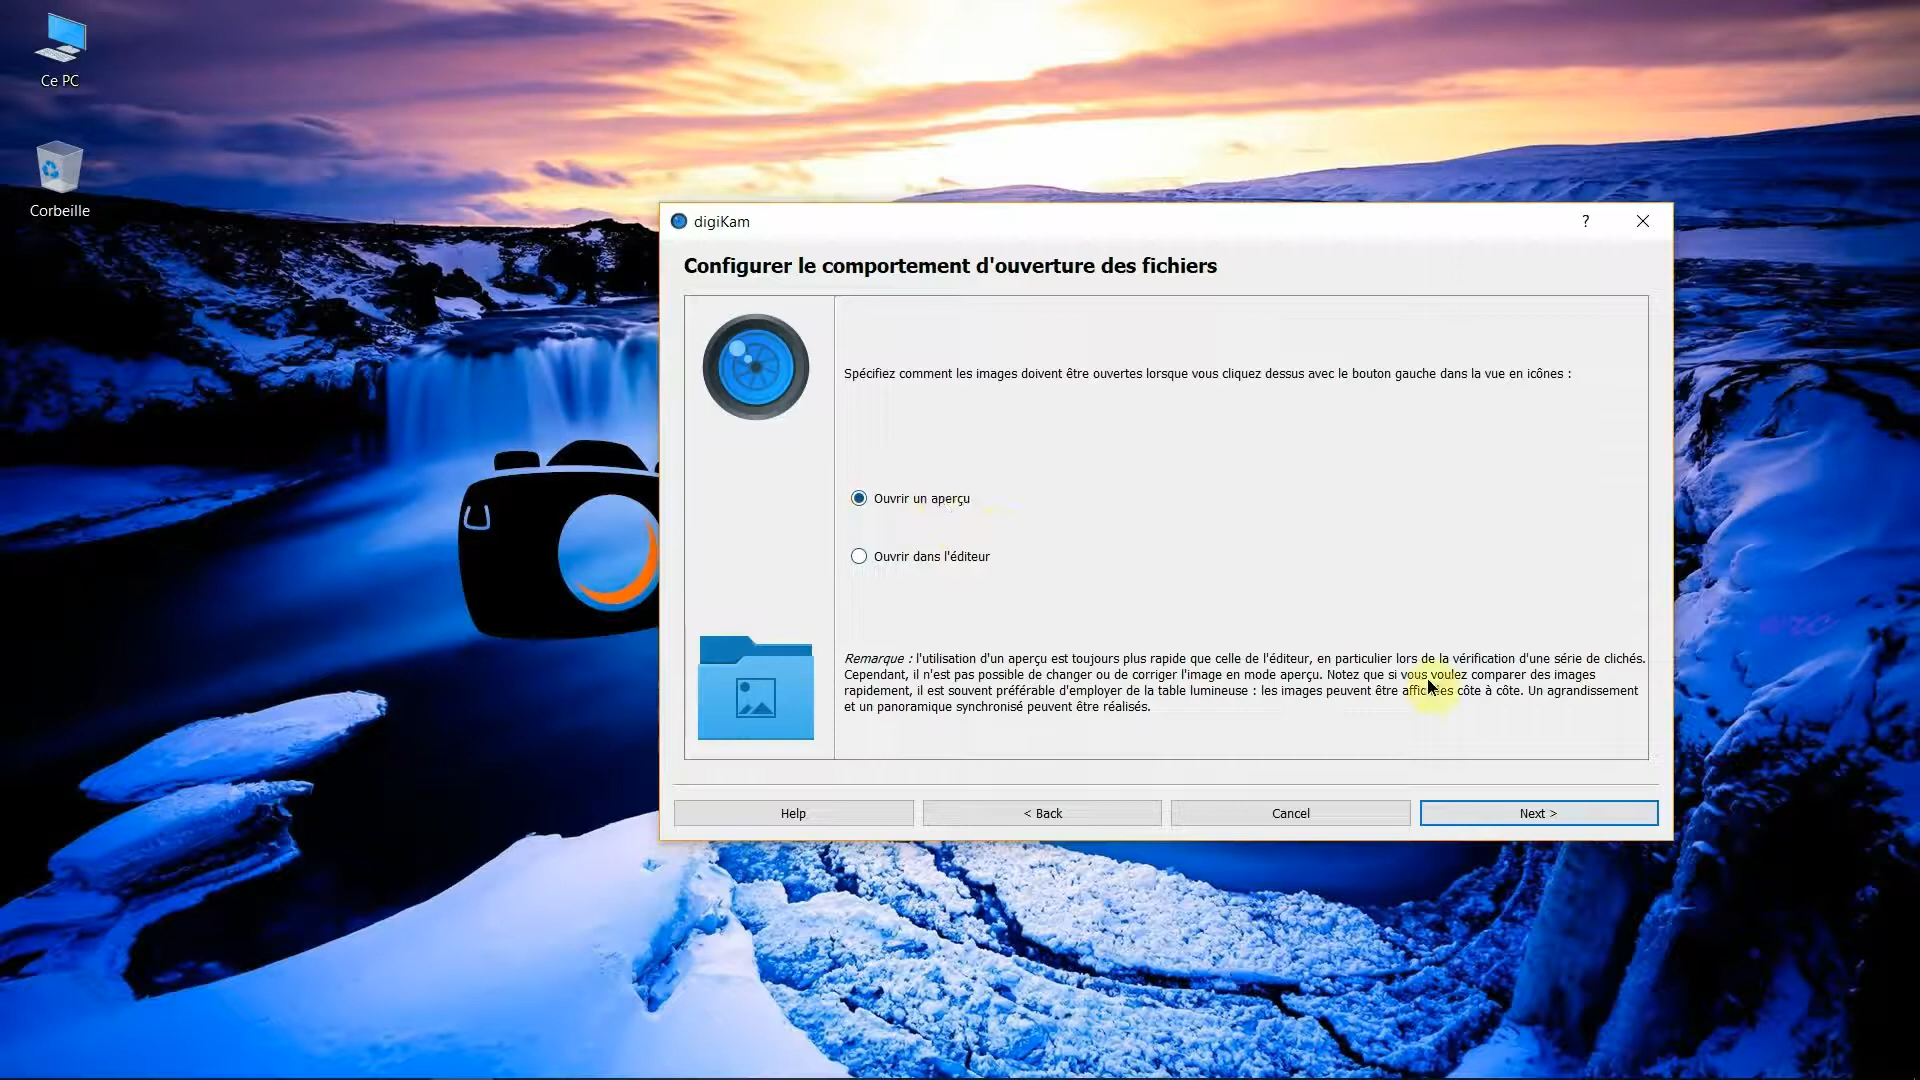 Ce PC
Corbeille
digiKam
Configurer le comportement d'ouverture des fichiers
Spécifiez comment les images doivent être ouvertes lorsque vous cliquez dessus avec le bouton gauche dans la vue en icônes :
Ouvrir un aperçu
Ouvrir dans l'éditeur
Remarque : l'utilisation d'un aperçu est toujours plus rapide que celle de l'éditeur, en particulier lors de la vérification d'une série de clichés.
Cependant, il n'est pas possible de changer ou de corriger l'image en mode aperçu. Notez que si vous voulez comparer des images
rapidement, il est souvent préférable d'employer de la table lumineuse : les images peuvent être affichées côte à côte. Un agrandissement
et un panoramique synchronisé peuvent être réalisés.
Help
< Back
Cancel
Next >